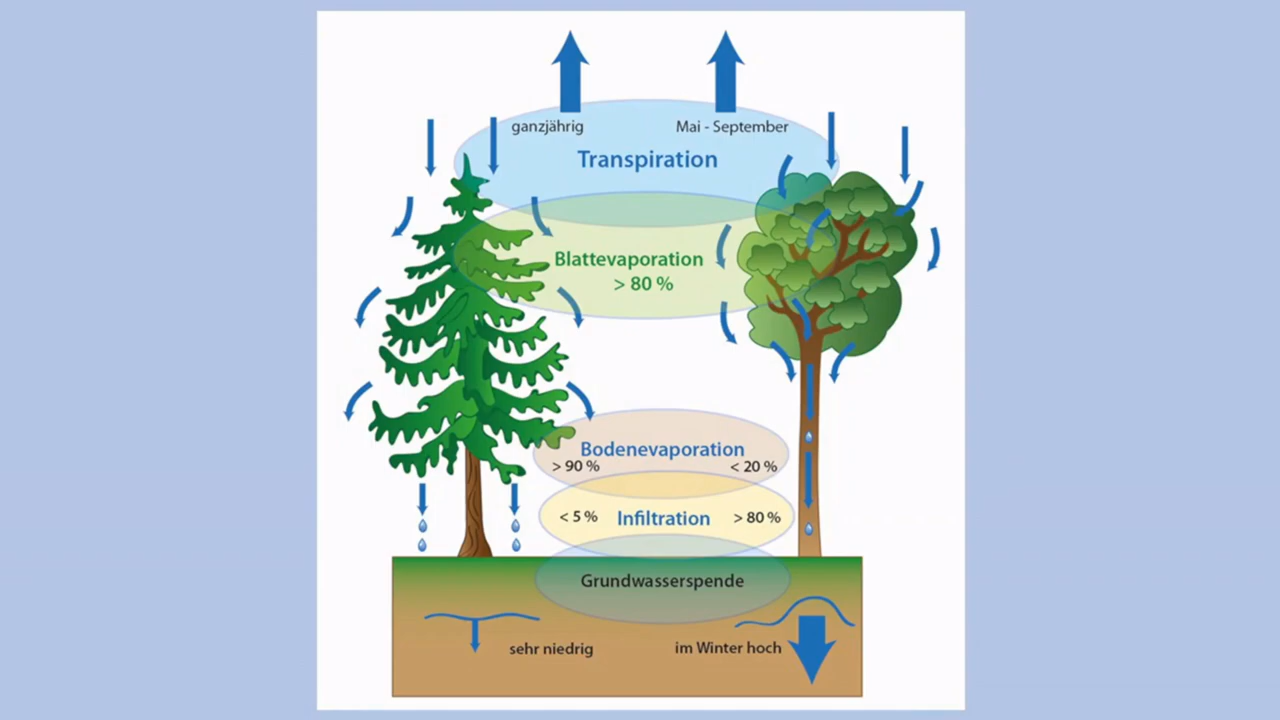 ganzjährig
Mai - September
Transpiration
Blattevaporation
> 80 %
Bodenevaporation
> 90 %
< 20 %
< 5 %
Infiltration
> 80 %
Grundwasserspende
sehr niedrig
im Winter hoch